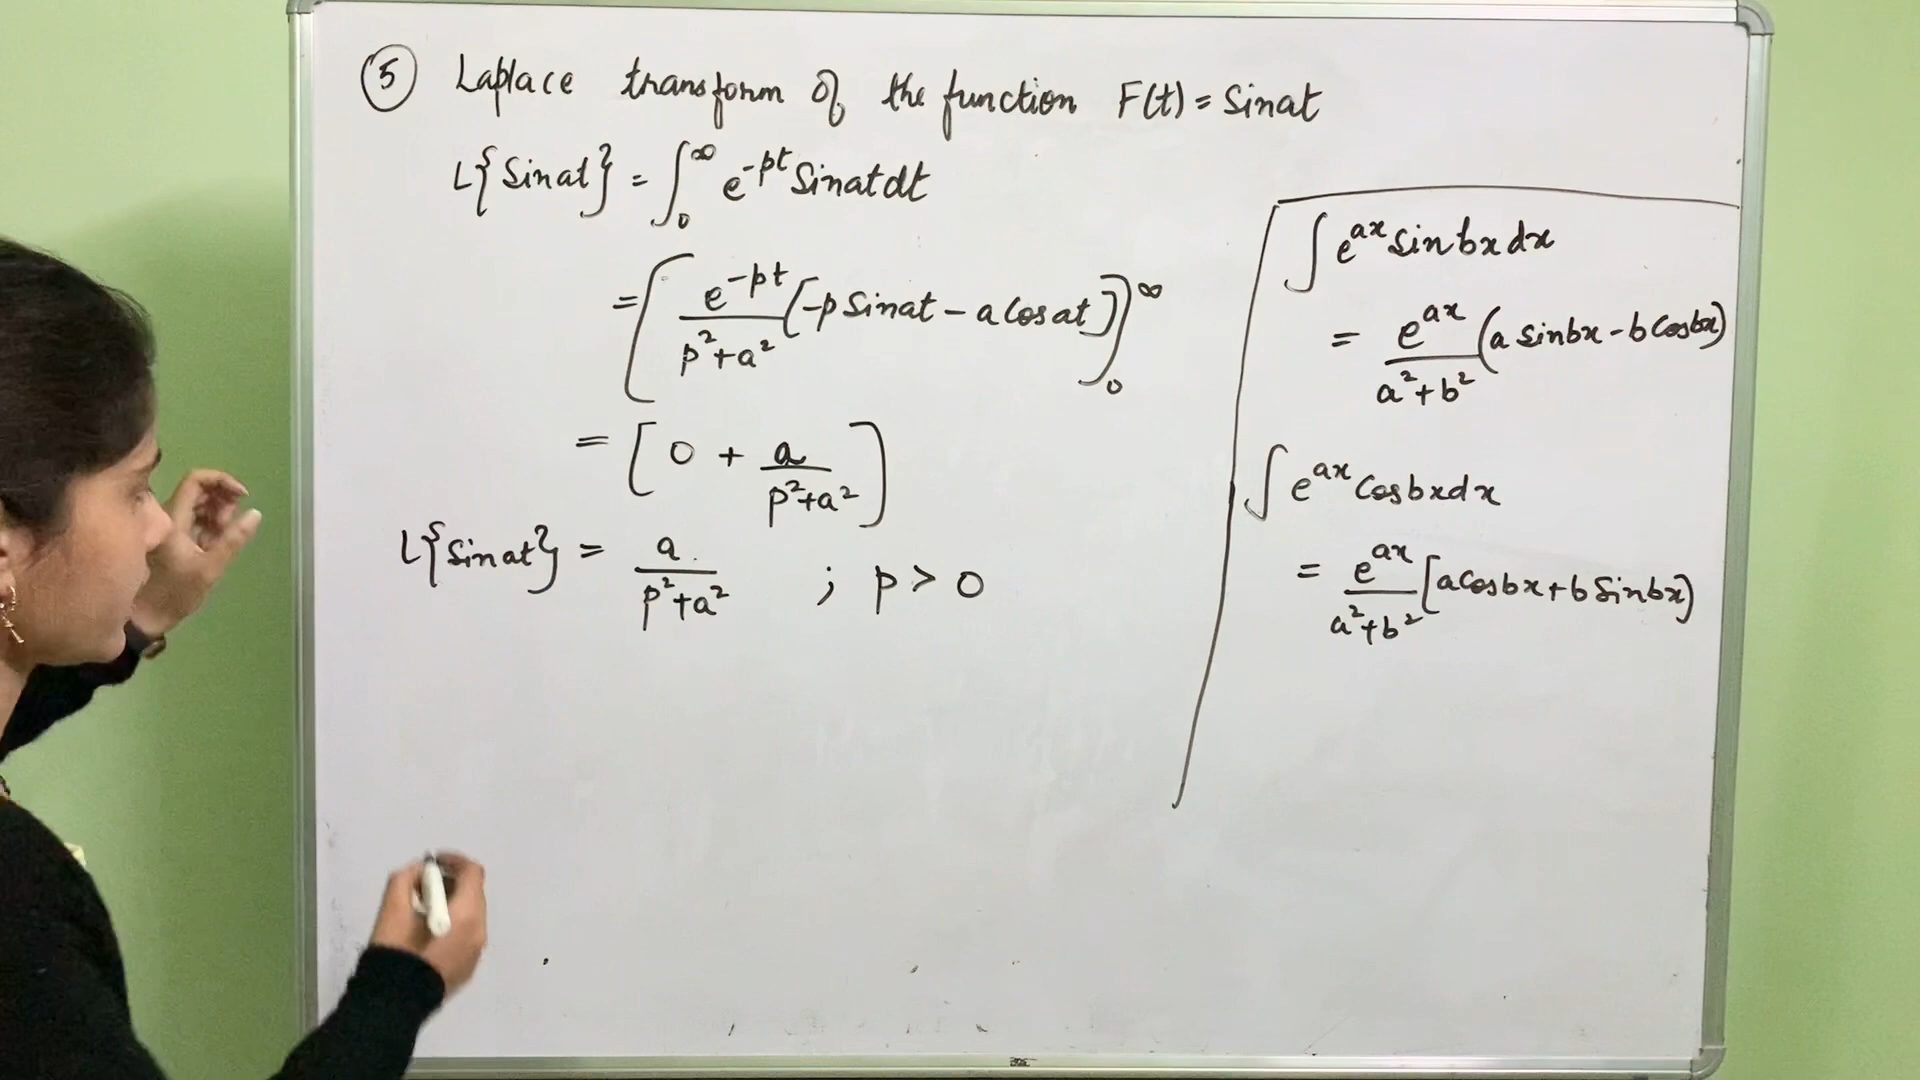 ⑤ Laplace transform of the function F(t) = Sinat
L{Sinat} = ∫₀^∞ e^{-pt} Sinat dt
= [ e^{-pt}/(p²+a²) (-p Sinat - a Cosat) ]₀^∞
= [ 0 + a/(p²+a²) ]
L{Sinat} = a/(p²+a²) ; p > 0
∫ e^{ax} sin bx dx
= e^{ax}/(a²+b²) (a Sinbx - b Cosbx)
∫ e^{ax} Cosbx dx
= e^{ax}/(a²+b²) [a Cosbx + b Sinbx)